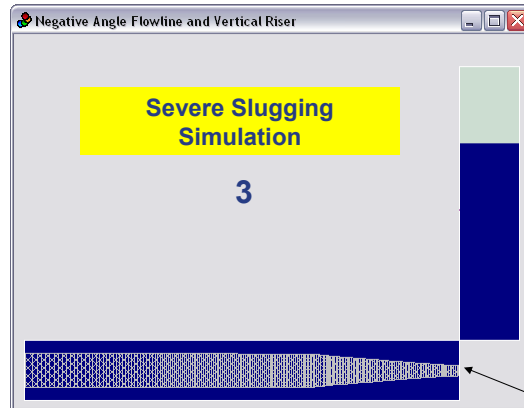 Negative Angle Flowline and Vertical Riser
Severe Slugging
Simulation
3